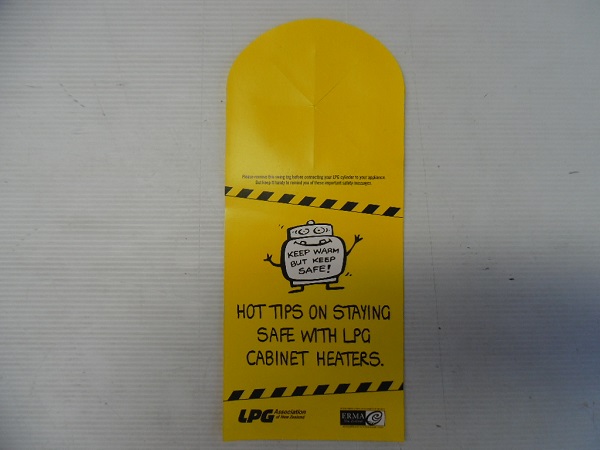 Please remove this swing tag before connecting your LPG cylinder to your appliance
but keep it handy to remind you of these important safety messages.
KEEP WARM
BUT KEEP
SAFE!
HOT TIPS ON STAYING
SAFE WITH LPG
CABINET HEATERS.
LPG Association
of New Zealand
ERMA